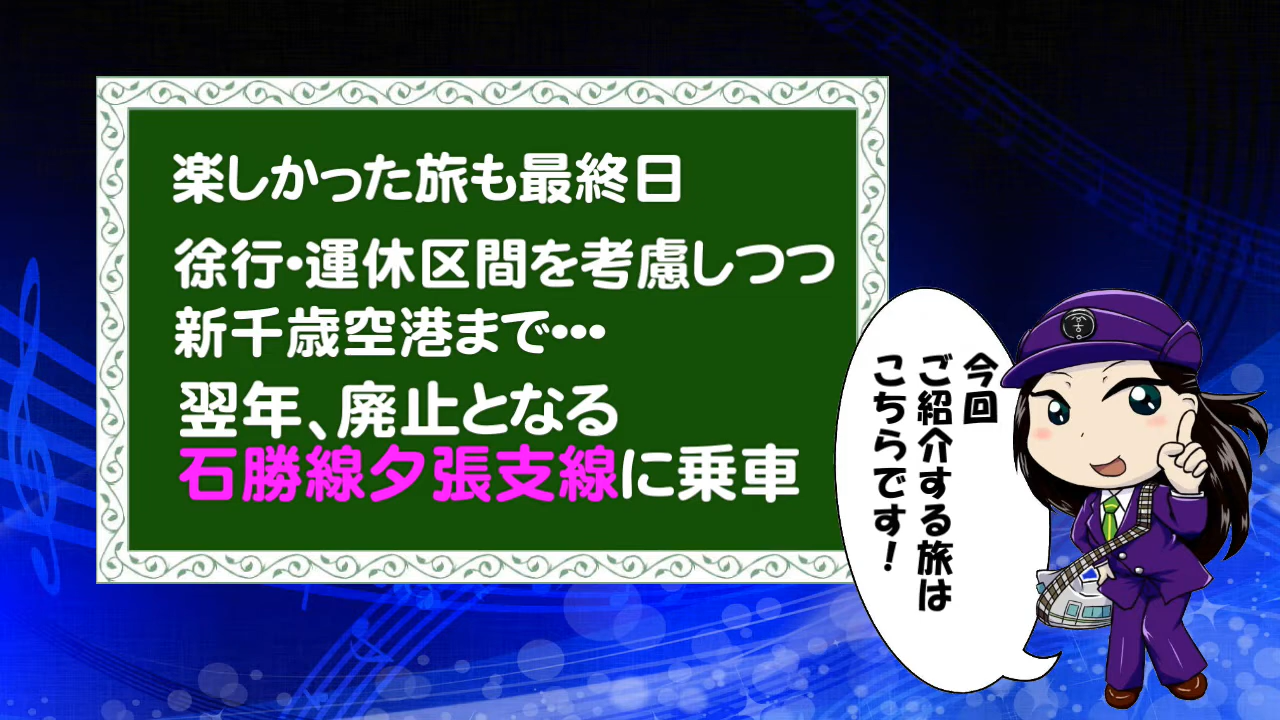 楽しかった旅も最終日
徐行・運休区間を考慮しつつ
新千歳空港まで•••
翌年、廃止となる
石勝線夕張支線に乗車
今回
ご紹介する旅は
こちらです！